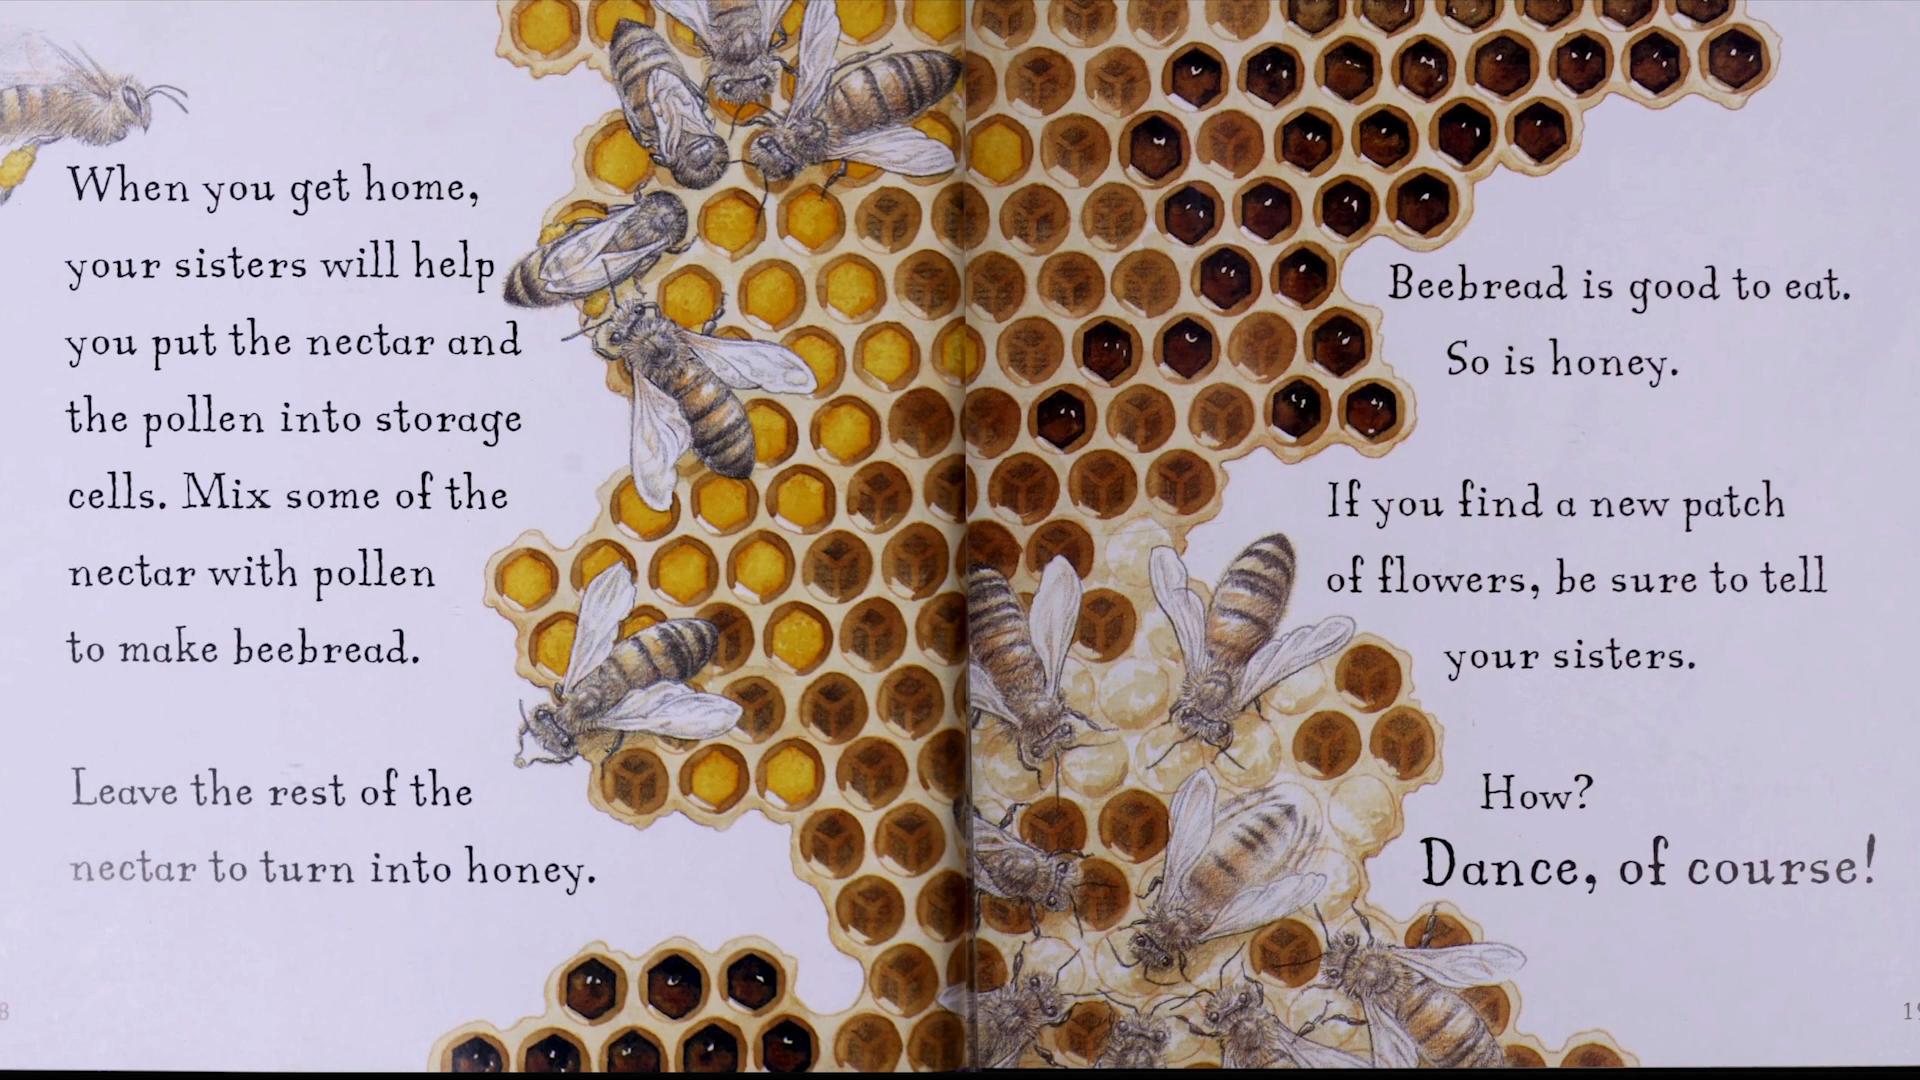 When you get home,
your sisters will help
you put the nectar and
the pollen into storage
cells. Mix some of the
nectar with pollen
to make beebread.
Leave the rest of the
nectar to turn into honey.
Beebread is good to eat.
So is honey.
If you find a new patch
of flowers, be sure to tell
your sisters.
How?
Dance, of course!